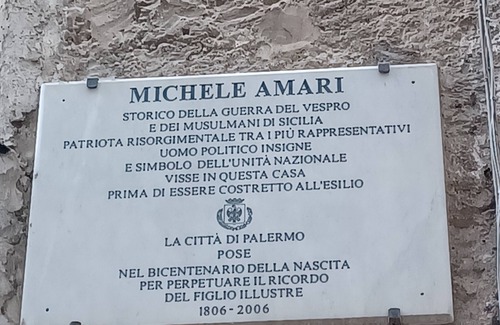 MICHELE AMARI
STORICO DELLA GUERRA DEL VESPRO
E DEI MUSULMANI DI SICILIA
PATRIOTA RISORGIMENTALE TRA I PIÙ RAPPRESENTATIVI
UOMO POLITICO INSIGNE
E SIMBOLO DELL'UNITÀ NAZIONALE
VISSE IN QUESTA CASA
PRIMA DI ESSERE COSTRETTO ALL'ESILIO
LA CITTÀ DI PALERMO
POSE
NEL BICENTENARIO DELLA NASCITA
PER PERPETUARE IL RICORDO
DEL FIGLIO ILLUSTRE
1806-2006